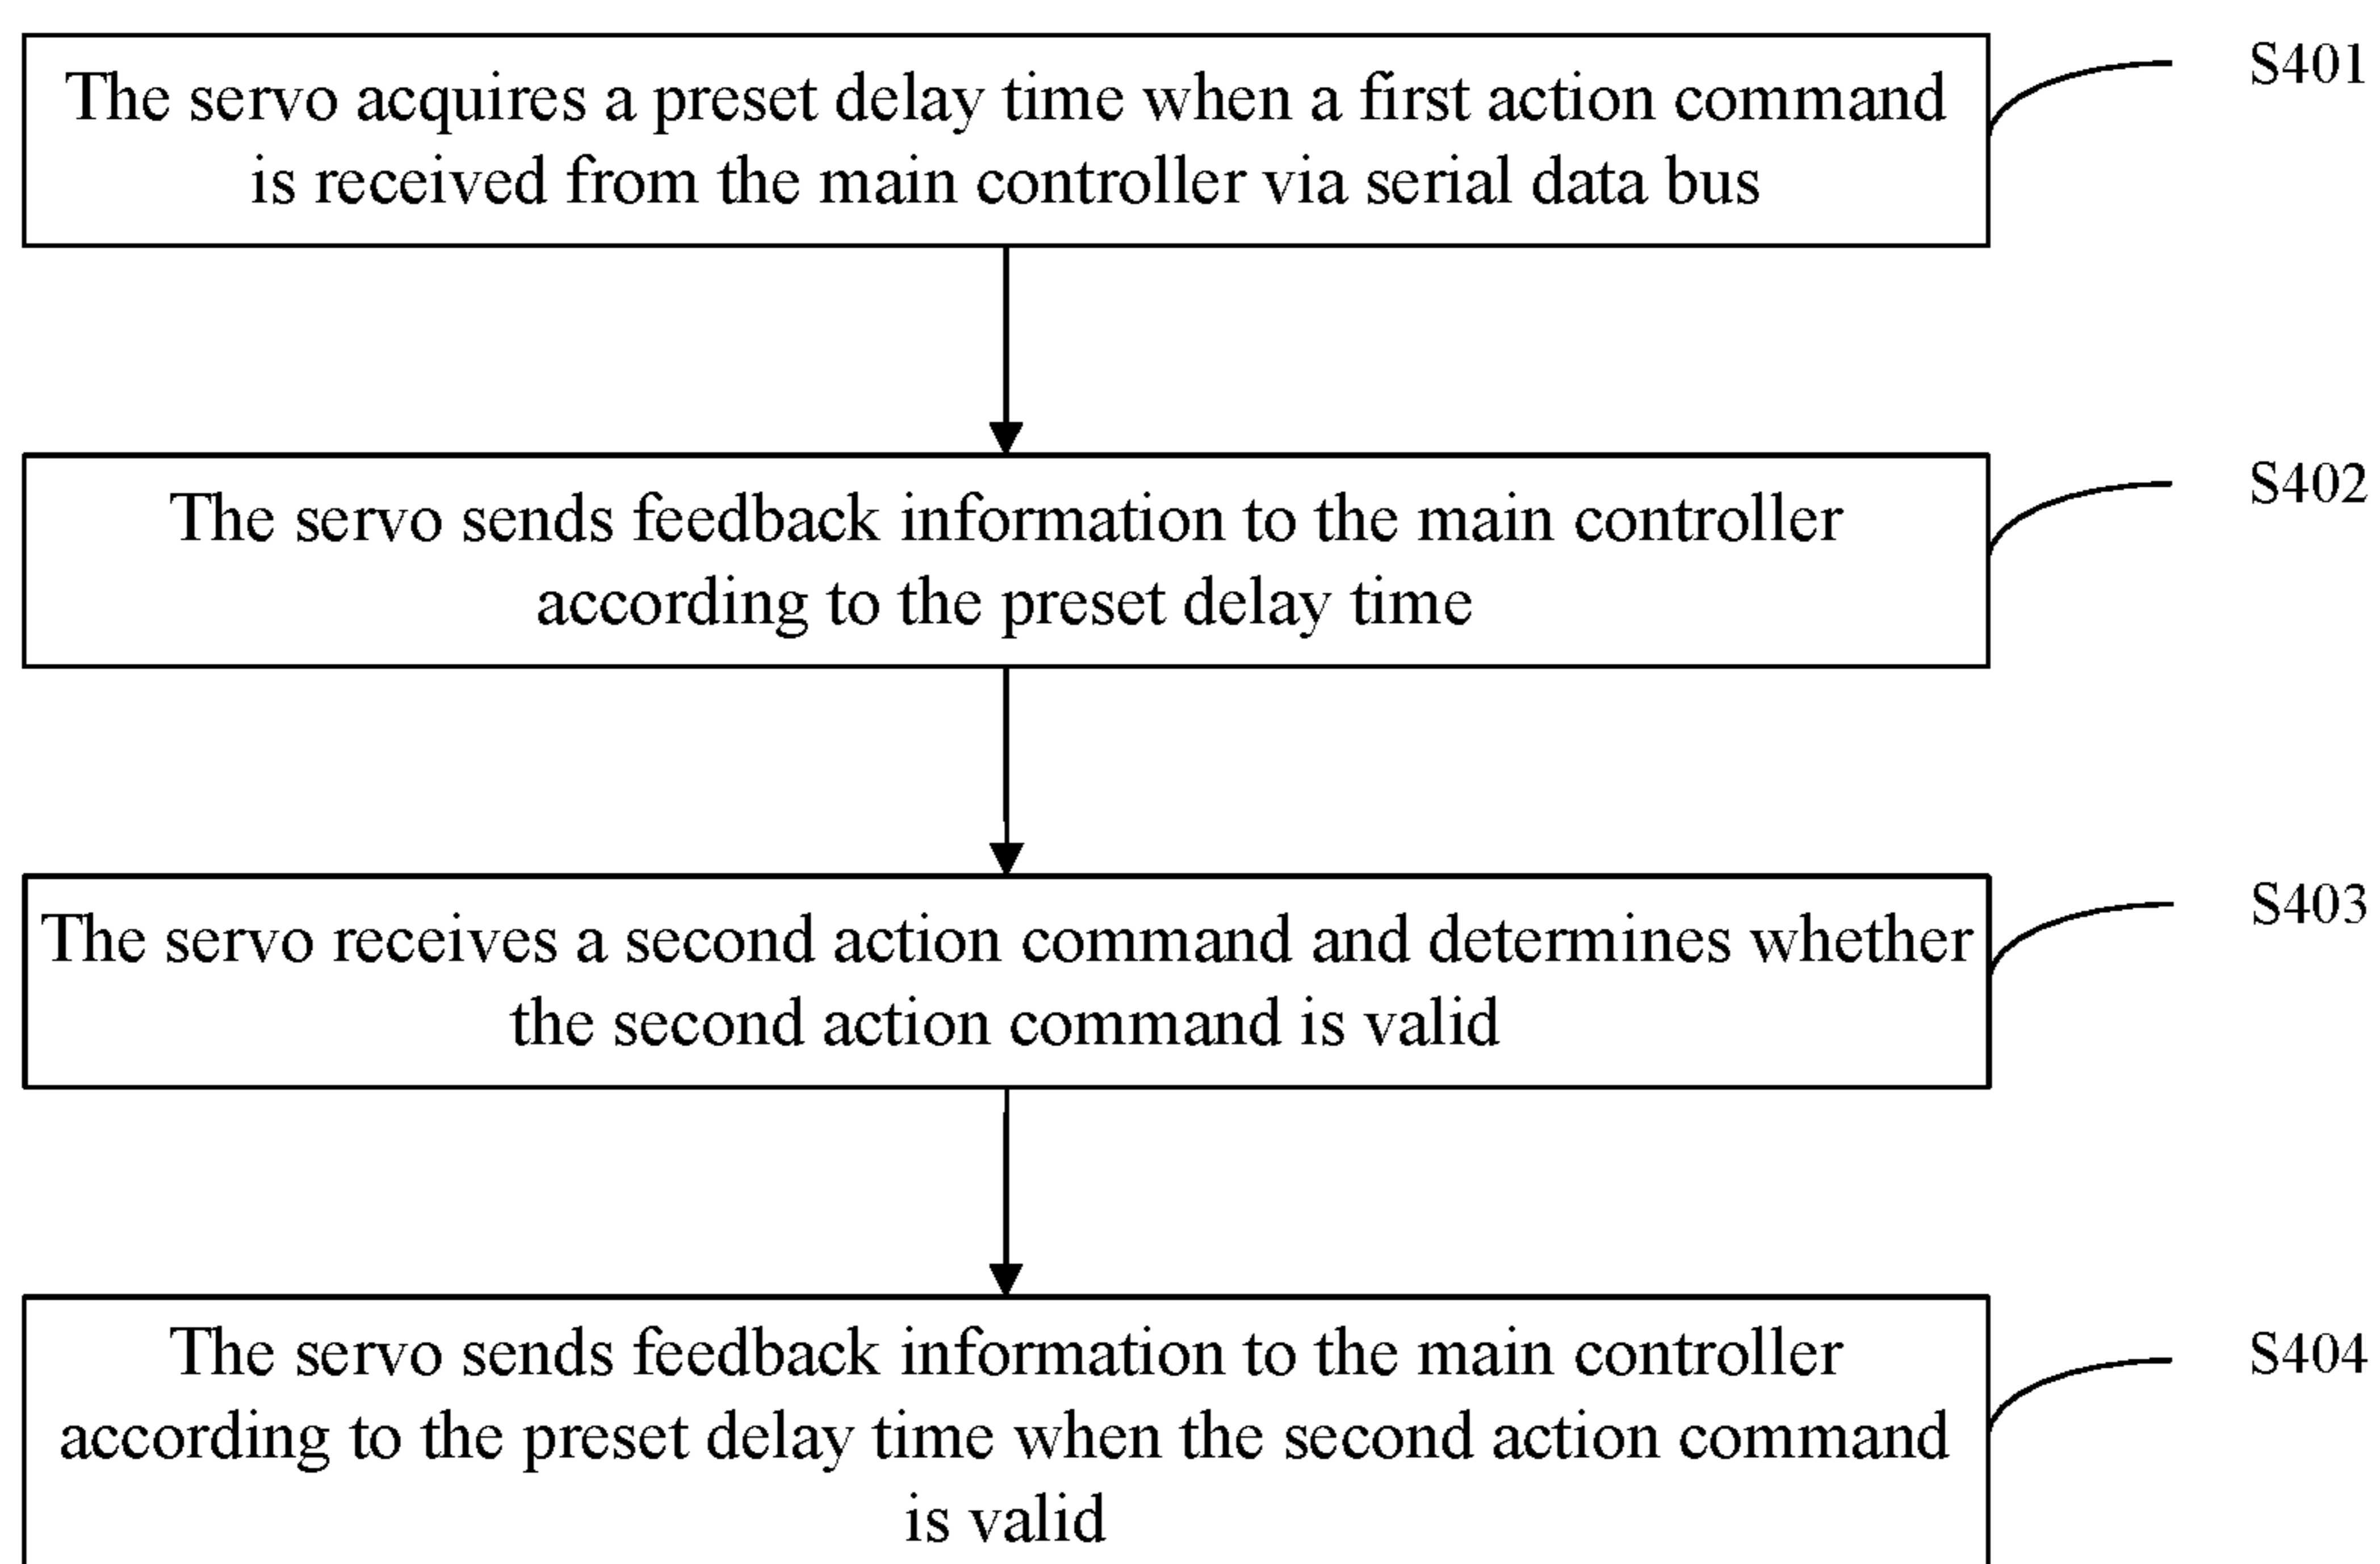 The servo acquires a preset delay time when a first action command
is received from the main controller via serial data bus
S401
The servo sends feedback information to the main controller
according to the preset delay time
S402
The servo receives a second action command and determines whether
the second action command is valid
S403
The servo sends feedback information to the main controller
according to the preset delay time when the second action command
is valid
S404